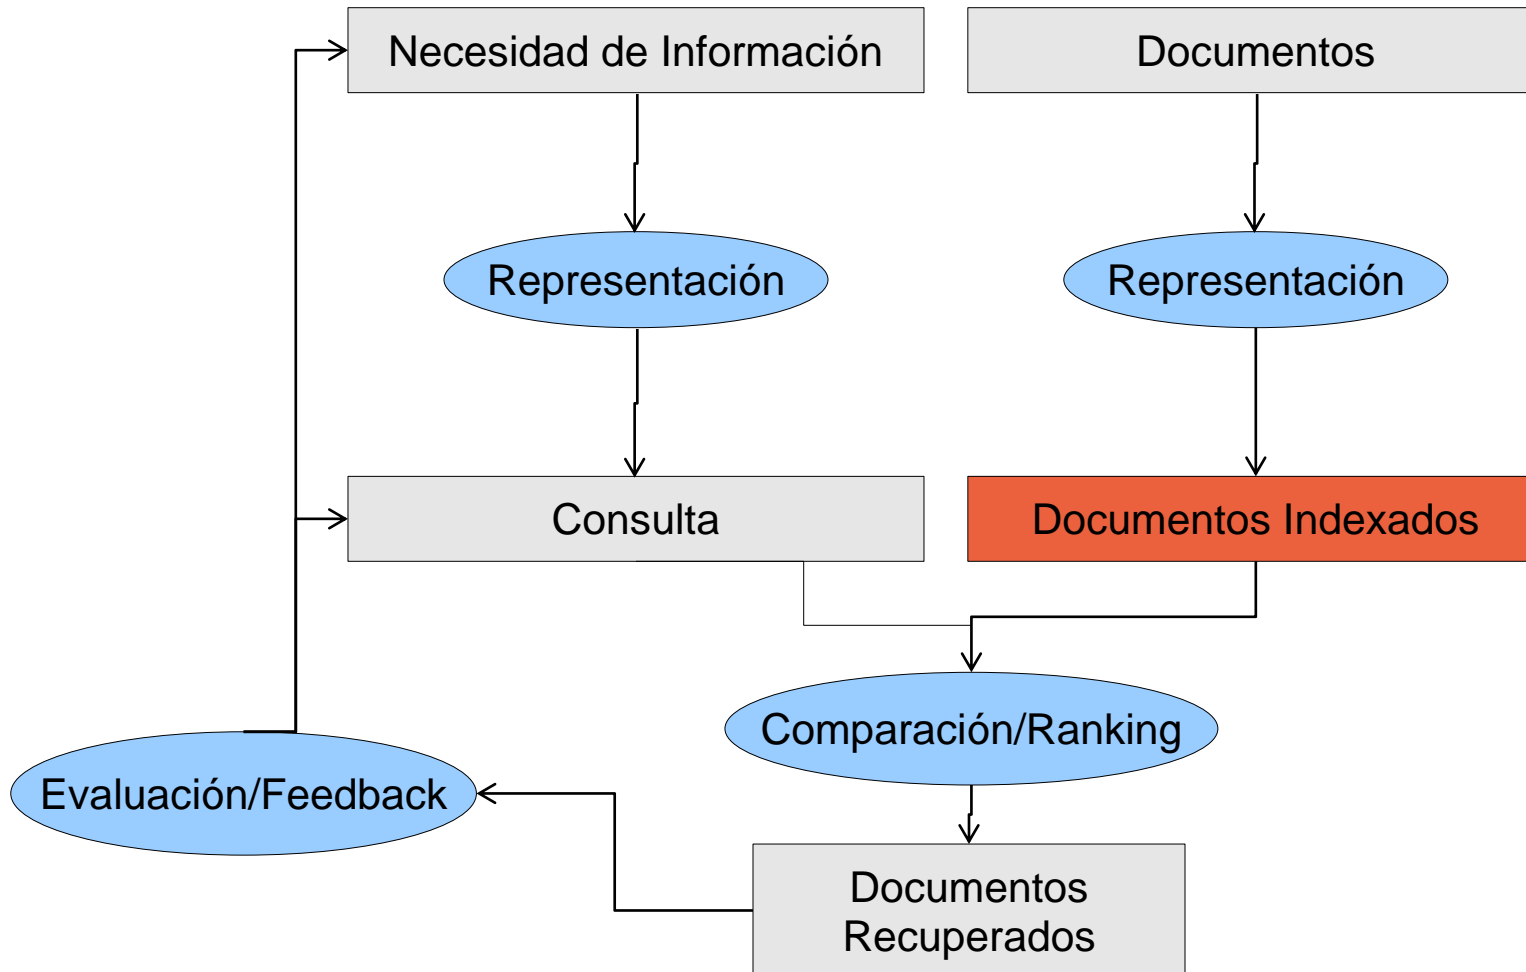 Necesidad de Información
Documentos
Representación
Representación
Consulta
Documentos Indexados
Comparación/Ranking
Evaluación/Feedback
Documentos
Recuperados